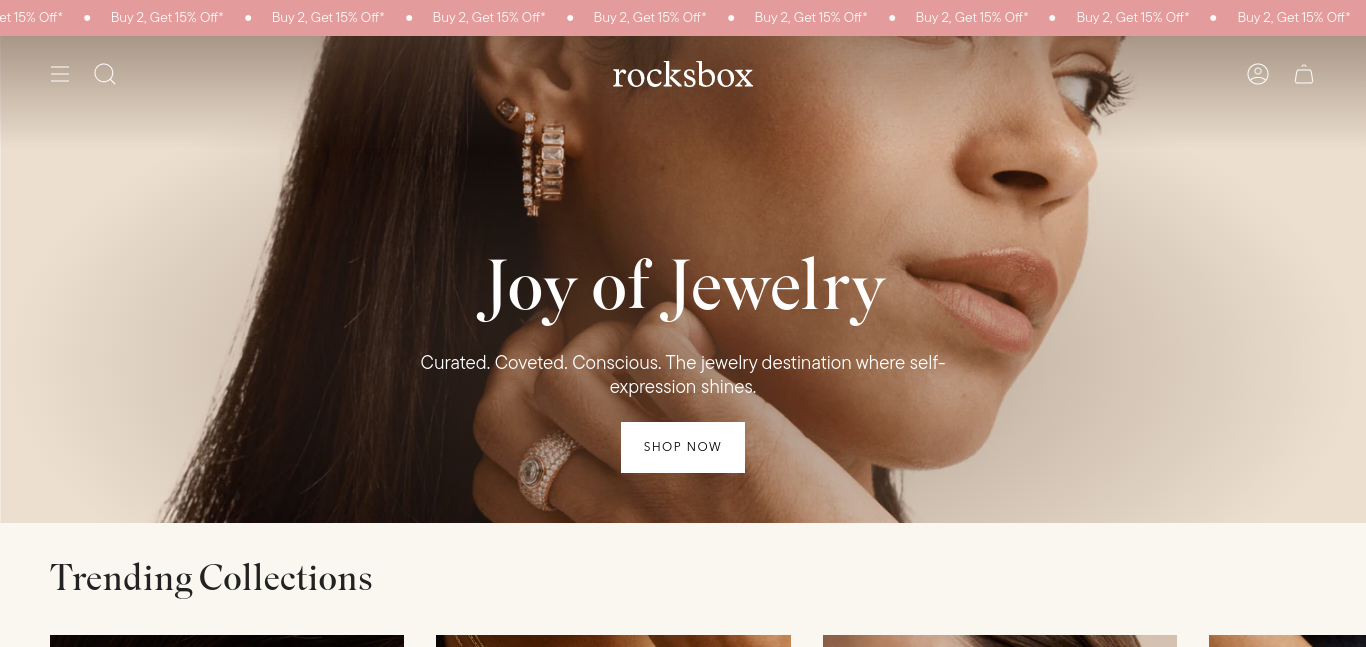 et 15% Off* • Buy 2, Get 15% Off* • Buy 2, Get 15% Off* • Buy 2, Get 15% Off* • Buy 2, Get 15% Off* • Buy 2, Get 15% Off* • Buy 2, Get 15% Off* • Buy 2, Get 15% Off* • Buy 2, Get 15% Off*
rocksbox
Joy of Jewelry
Curated. Coveted. Conscious. The jewelry destination where self-
expression shines.
SHOP NOW
Trending Collections